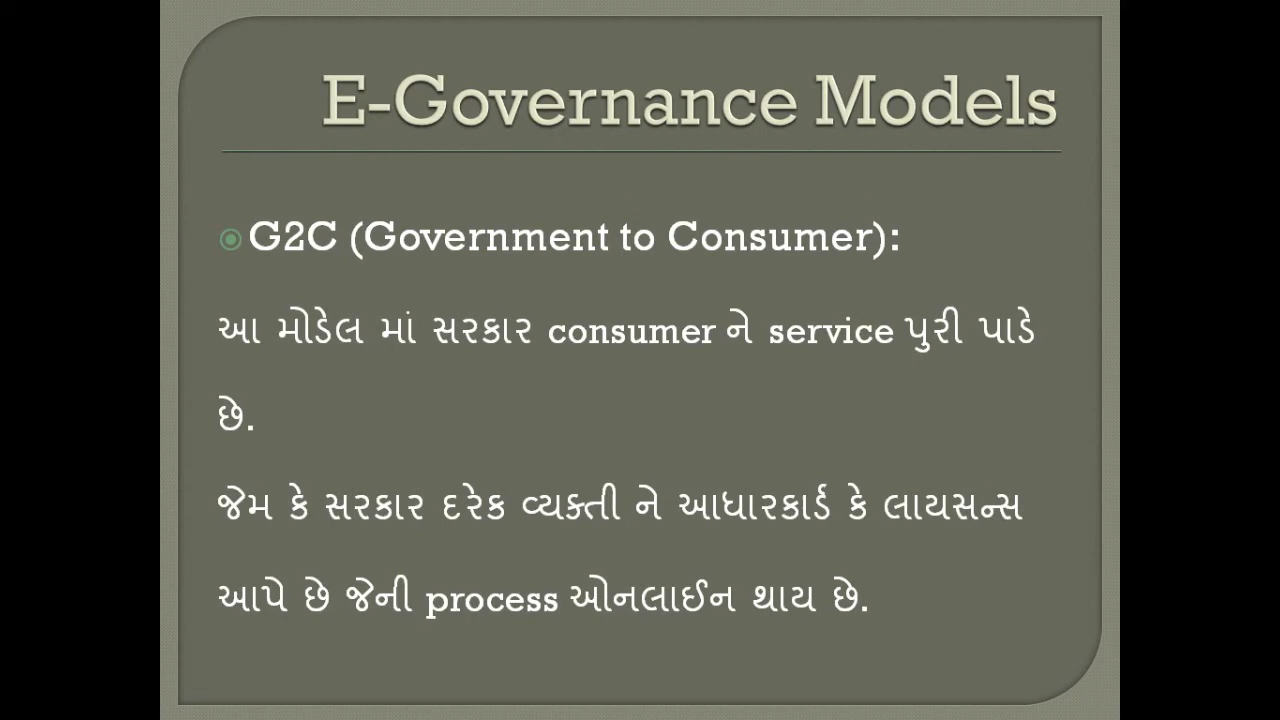 E-Governance Models
G2C (Government to Consumer):
આ મોડેલ માં સરકાર consumer ને service પુરી પાડે
છે.
જેમ કે સરકાર દરેક વ્યક્તી ને આધારકાર્ડ કે લાયસન્સ
આપે છે જેની process ઓનલાઈન થાય છે.